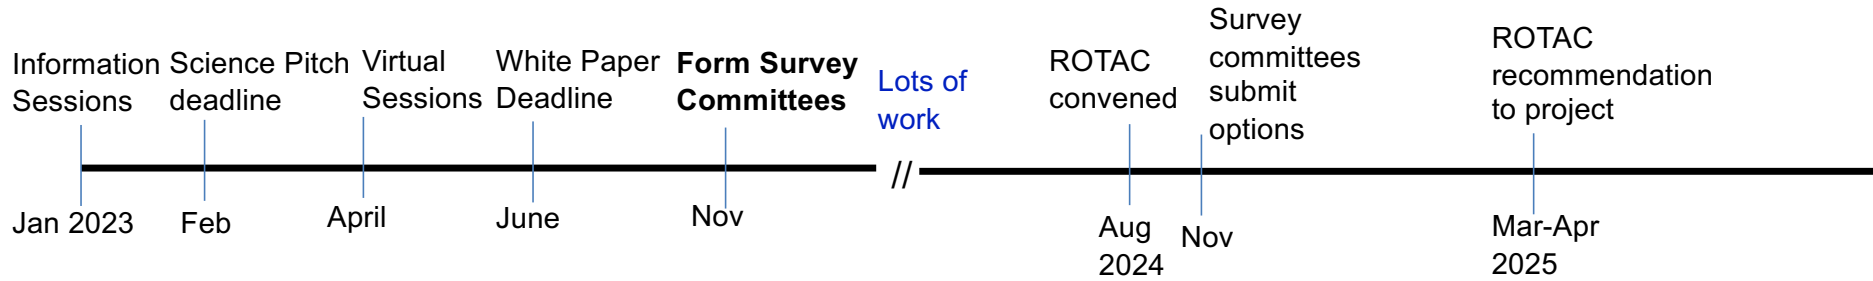 Information
Sessions
Science Pitch
deadline
Virtual
Sessions
White Paper
Deadline
Form Survey
Committees
Lots of
work
ROTAC
convened
Survey
committees
submit
options
ROTAC
recommendation
to project
//
Jan 2023
Feb
April
June
Nov
Aug
2024
Nov
Mar-Apr
2025